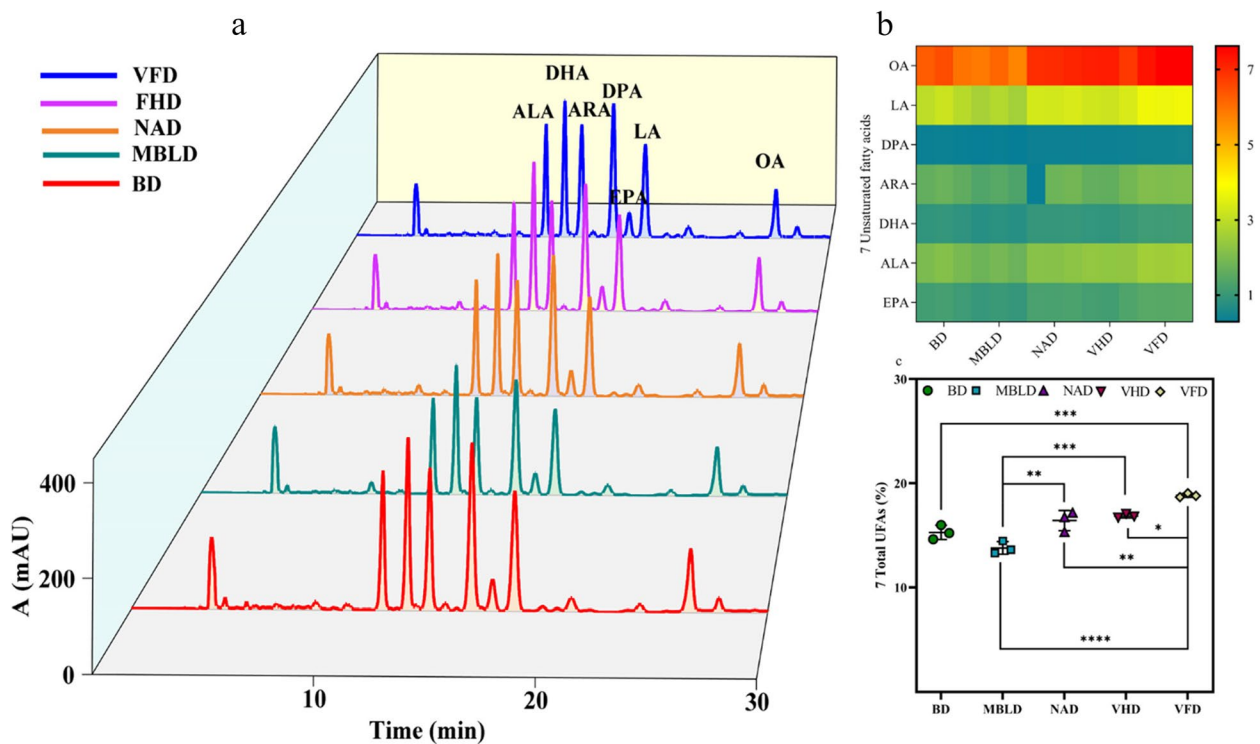 a
VFD
FHD
NAD
MBLD
BD
DHA
DPA
ALA
ARA
LA
OA
EPA
400
200
0
A (mAU)
10
20
30
Time (min)
b
OA
LA
DPA
ARA
DHA
ALA
EPA
7 Unsaturated fatty acids
BD
MBLD
NAD
VHD
VFD
7
5
3
1
c
BD MBLD NAD VHD VFD
30
20
10
7 Total UFAs (%)
***
***
**
*
**
****
BD MBLD NAD VHD VFD